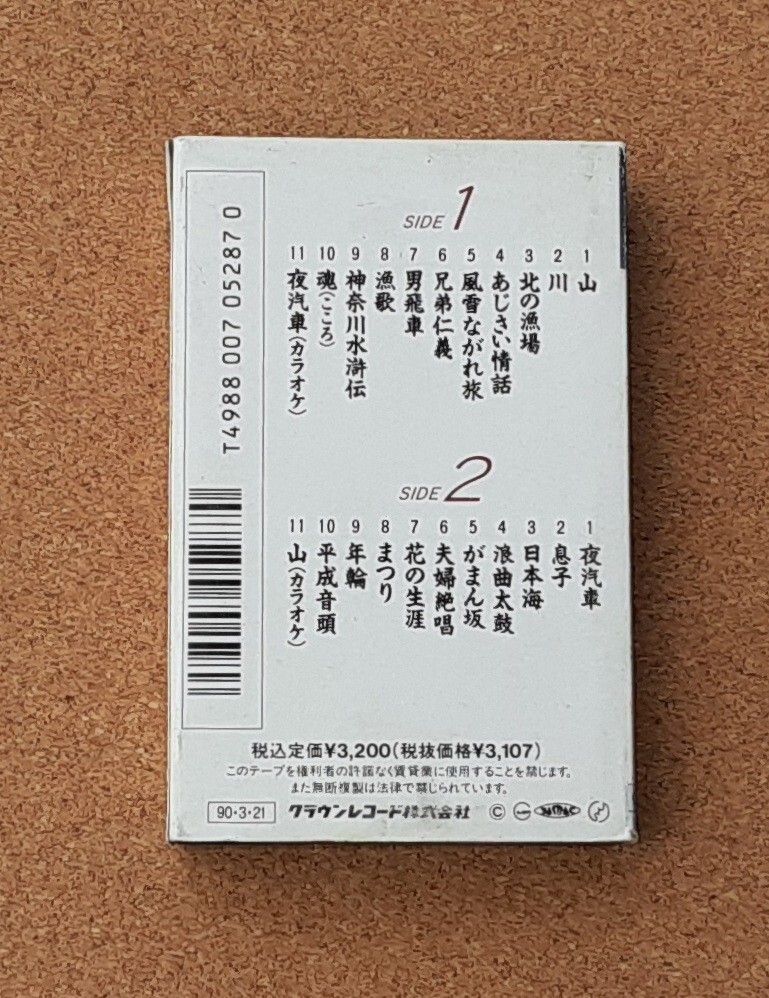 SIDE 1
1 山
2 川
3 北の漁場
4 あじさい情話
5 風雪ながれ旅
6 兄弟仁義
7 男飛車
8 漁歌
9 神奈川水滸伝
10 魂(こころ)
11 夜汽車(カラオケ)
SIDE 2
1 夜汽車
2 息子
3 日本海
4 浪曲太鼓
5 がまん坂
6 夫婦絶唱
7 花の生涯
8 まつり
9 年輪
10 平成音頭
11 山(カラオケ)
T4988 007 05287 0
税込定価¥3,200(税抜価格¥3,107)
このテープを権利者の許諾なく賃貸業に使用することを禁じます。
また無断複製は法律で禁じられています。
90・3・21 クラウンレコード株式会社 ©